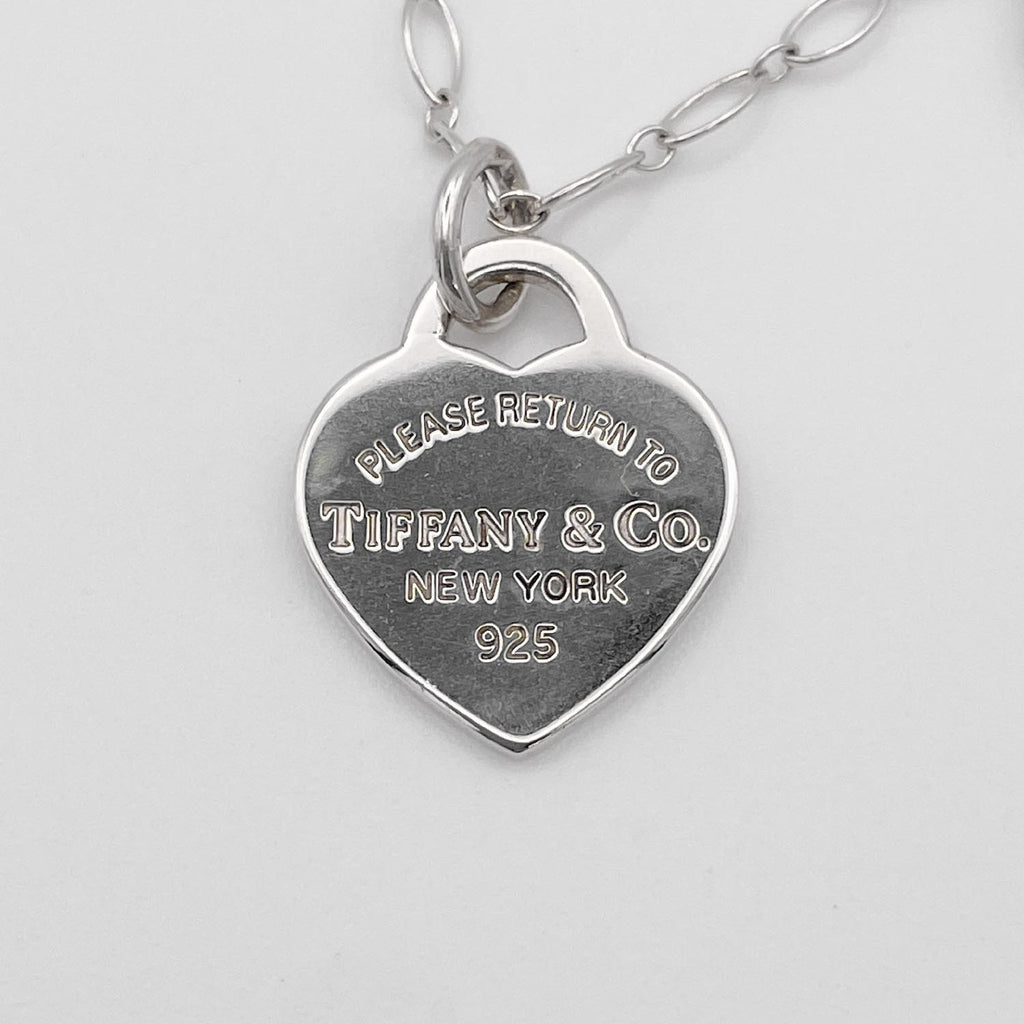 PLEASE RETURN TO
TIFFANY & CO.
NEW YORK
925